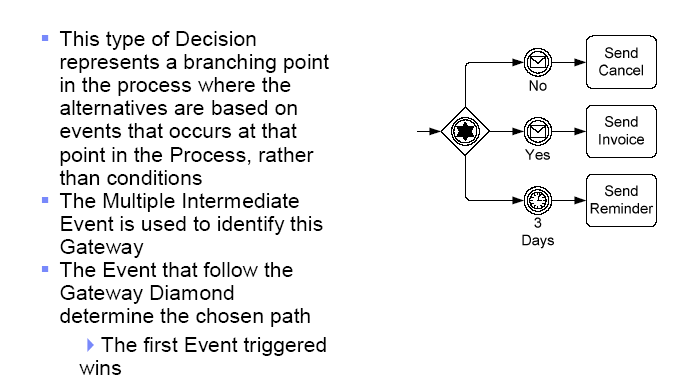 This type of Decision
represents a branching point
in the process where the
alternatives are based on
events that occurs at that
point in the Process, rather
than conditions
The Multiple Intermediate
Event is used to identify this
Gateway
The Event that follow the
Gateway Diamond
determine the chosen path
The first Event triggered
wins
No
Send
Cancel
Yes
Send
Invoice
3
Days
Send
Reminder